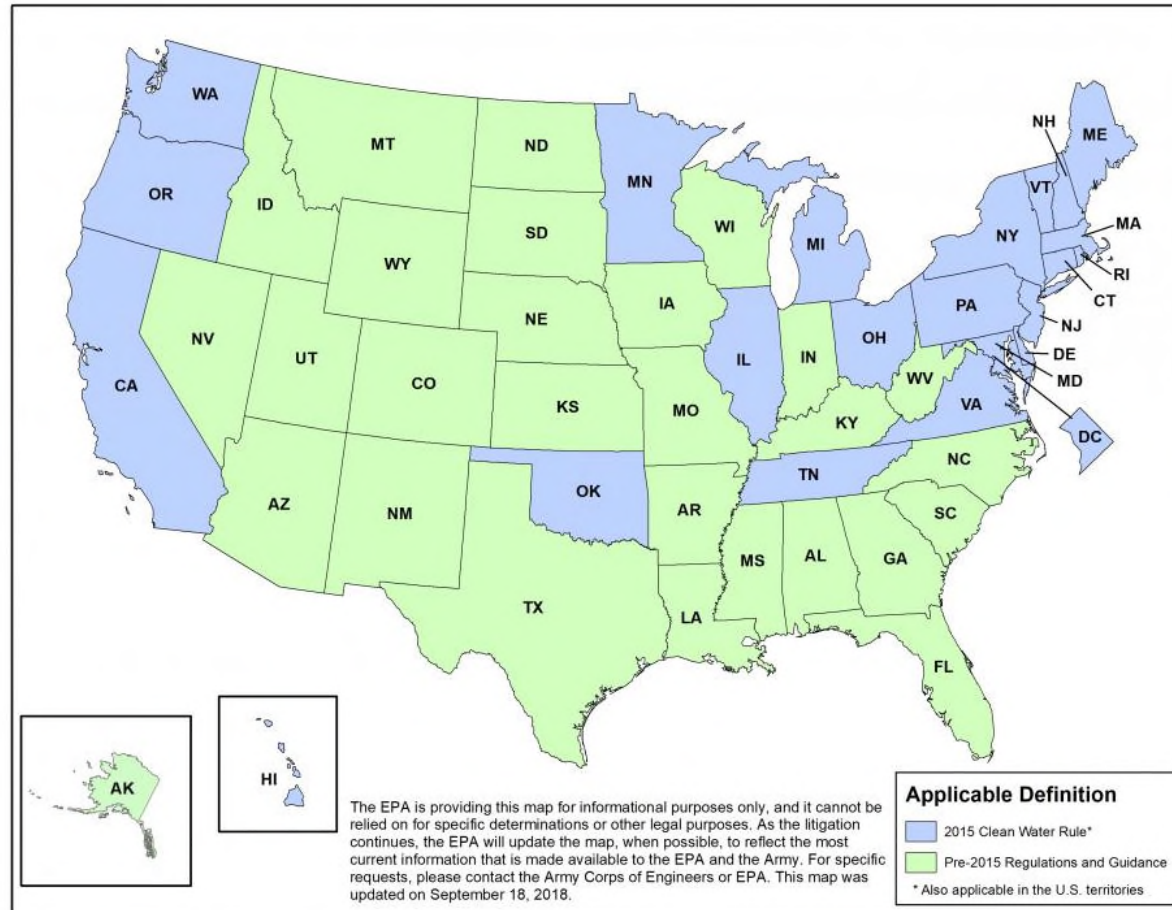 WA
MT
ND
MN
NH
ME
VT
OR
ID
SD
WI
MI
NY
MA
WY
RI
IA
CT
NE
PA
NJ
NV
OH
DE
UT
IL
IN
MD
CA
CO
WV
VA
KS
MO
KY
DC
NC
TN
OK
AZ
NM
AR
SC
MS
AL
GA
TX
LA
FL
AK
HI
The EPA is providing this map for informational purposes only, and it cannot be
relied on for specific determinations or other legal purposes. As the litigation
continues, the EPA will update the map, when possible, to reflect the most
current information that is made available to the EPA and the Army. For specific
requests, please contact the Army Corps of Engineers or EPA. This map was
updated on September 18, 2018.
Applicable Definition
2015 Clean Water Rule*
Pre-2015 Regulations and Guidance
* Also applicable in the U.S. territories